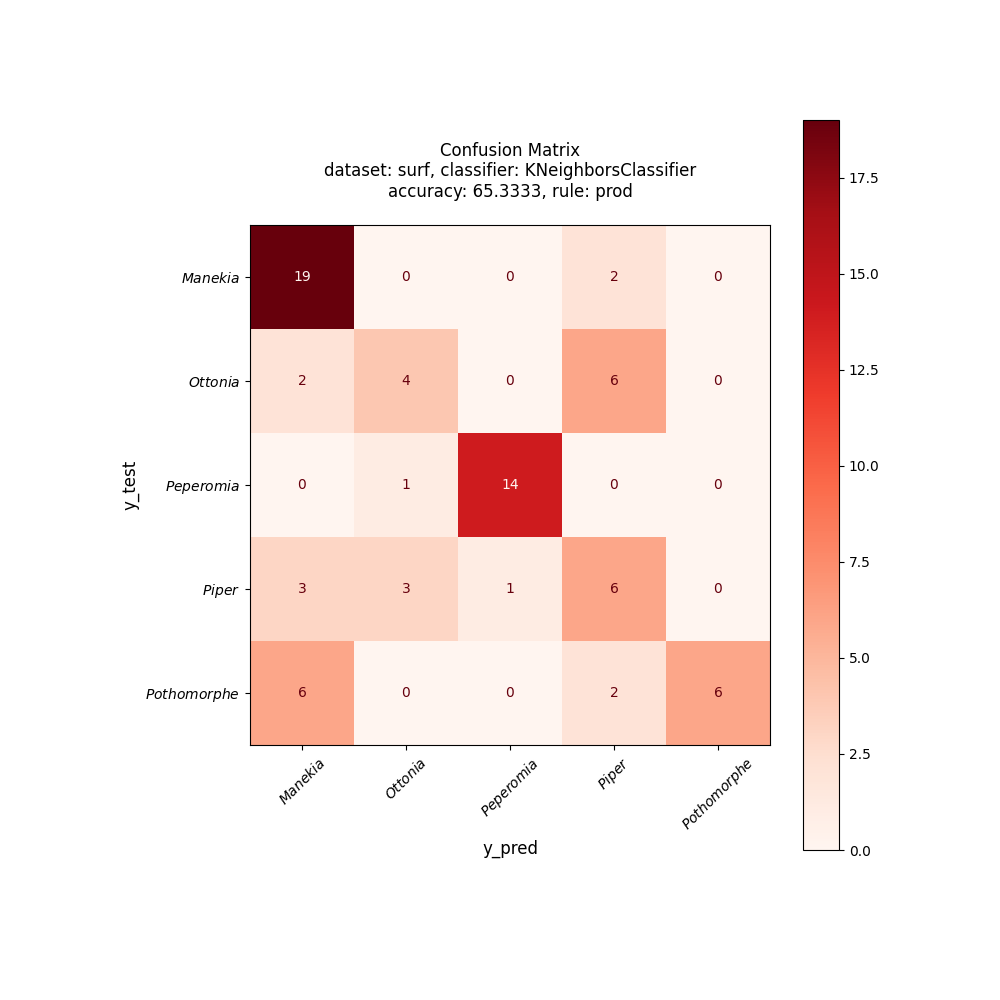 Confusion Matrix
dataset: surf, classifier: KNeighborsClassifier
accuracy: 65.3333, rule: prod
y_test
Manekia 19 0 0 2 0
Ottonia 2 4 0 6 0
Peperomia 0 1 14 0 0
Piper 3 3 1 6 0
Pothomorphe 6 0 0 2 6
Manekia Ottonia Peperomia Piper Pothomorphe
y_pred
17.5
15.0
12.5
10.0
7.5
5.0
2.5
0.0